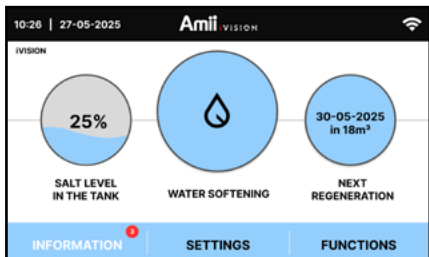 10:26 | 27-05-2025
Amii iVISION
iVISION
25%
30-05-2025
in 18m³
SALT LEVEL
IN THE TANK
WATER SOFTENING
NEXT
REGENERATION
3
INFORMATION
SETTINGS
FUNCTIONS